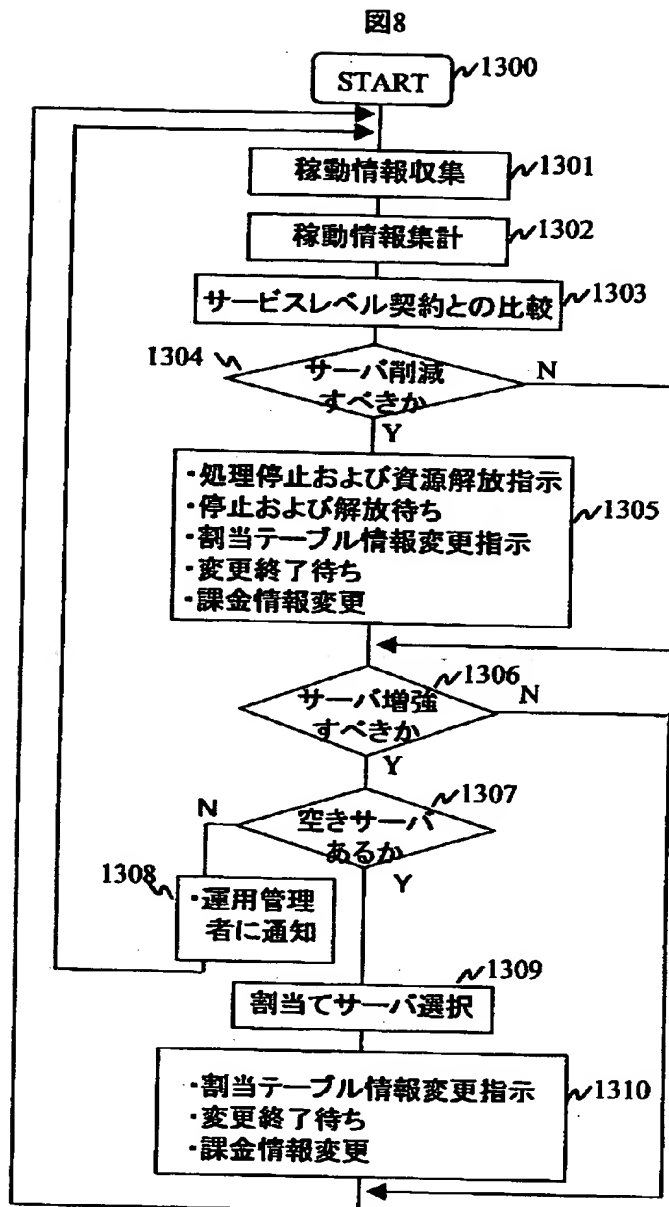 図8
START
1300
稼動情報収集
1301
稼動情報集計
1302
サービスレベル契約との比較
1303
1304
サーバ削減
すべきか
N
Y
・処理停止および資源解放指示
・停止および解放待ち
・割当テーブル情報変更指示
・変更終了待ち
・課金情報変更
1305
1306
サーバ増強
すべきか
N
Y
1307
N
空きサーバ
あるか
Y
1308
・運用管理
者に通知
1309
割当てサーバ選択
・割当テーブル情報変更指示
・変更終了待ち
・課金情報変更
1310